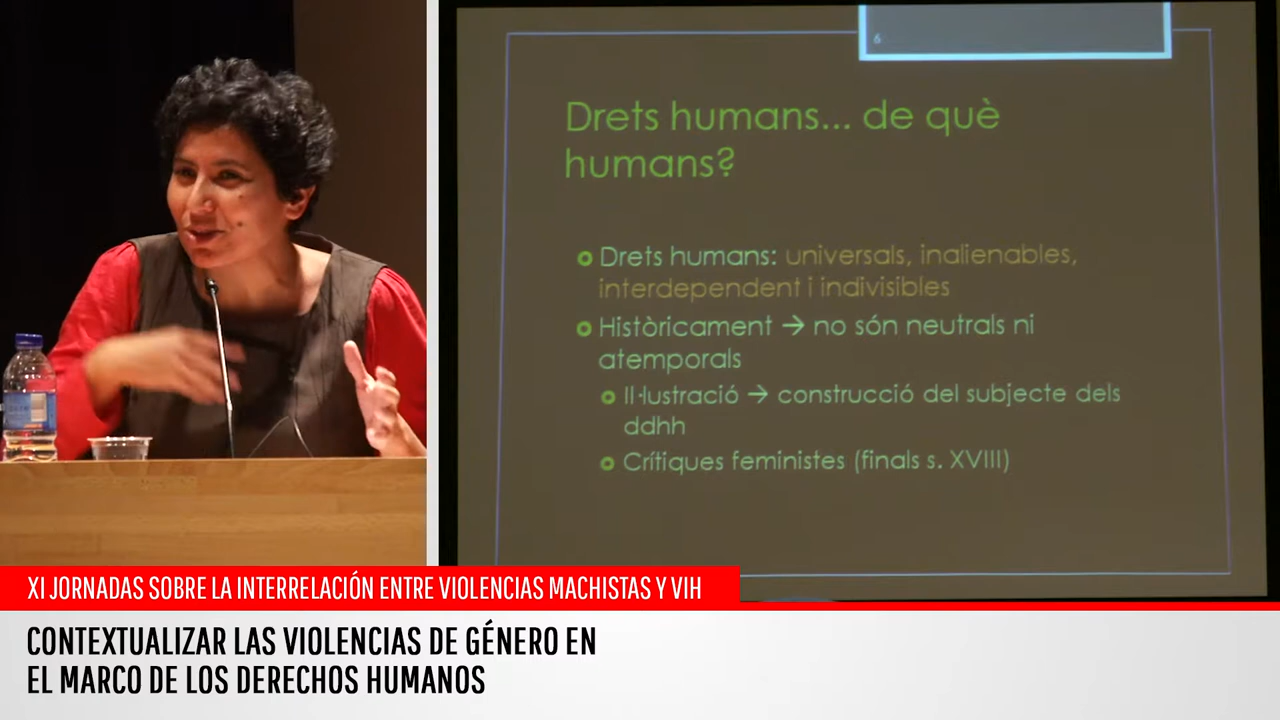 6
Drets humans... de què
humans?
Drets humans: universals, inalienables,
interdependent i indivisibles
Històricament → no són neutrals ni
atemporals
Il·lustració → construcció del subjecte dels
ddhh
Crítiques feministes (finals s. XVIII)
XI JORNADAS SOBRE LA INTERRELACIÓN ENTRE VIOLENCIAS MACHISTAS Y VIH
CONTEXTUALIZAR LAS VIOLENCIAS DE GÉNERO EN
EL MARCO DE LOS DERECHOS HUMANOS